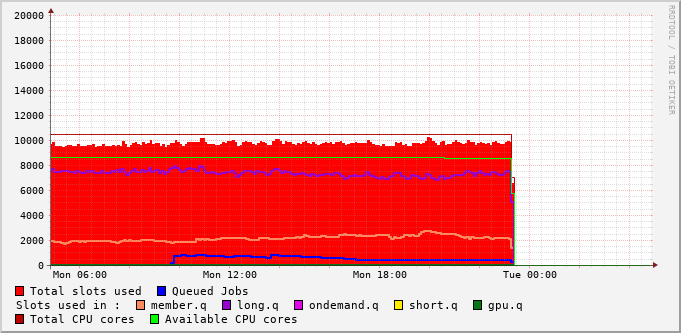 20000
18000
16000
14000
12000
10000
8000
6000
4000
2000
0
Mon 06:00 Mon 12:00 Mon 18:00 Tue 00:00
Total slots used Queued Jobs
Slots used in : member.q long.q ondemand.q short.q gpu.q
Total CPU cores Available CPU cores
RRDTOOL / TOBI OETIKER